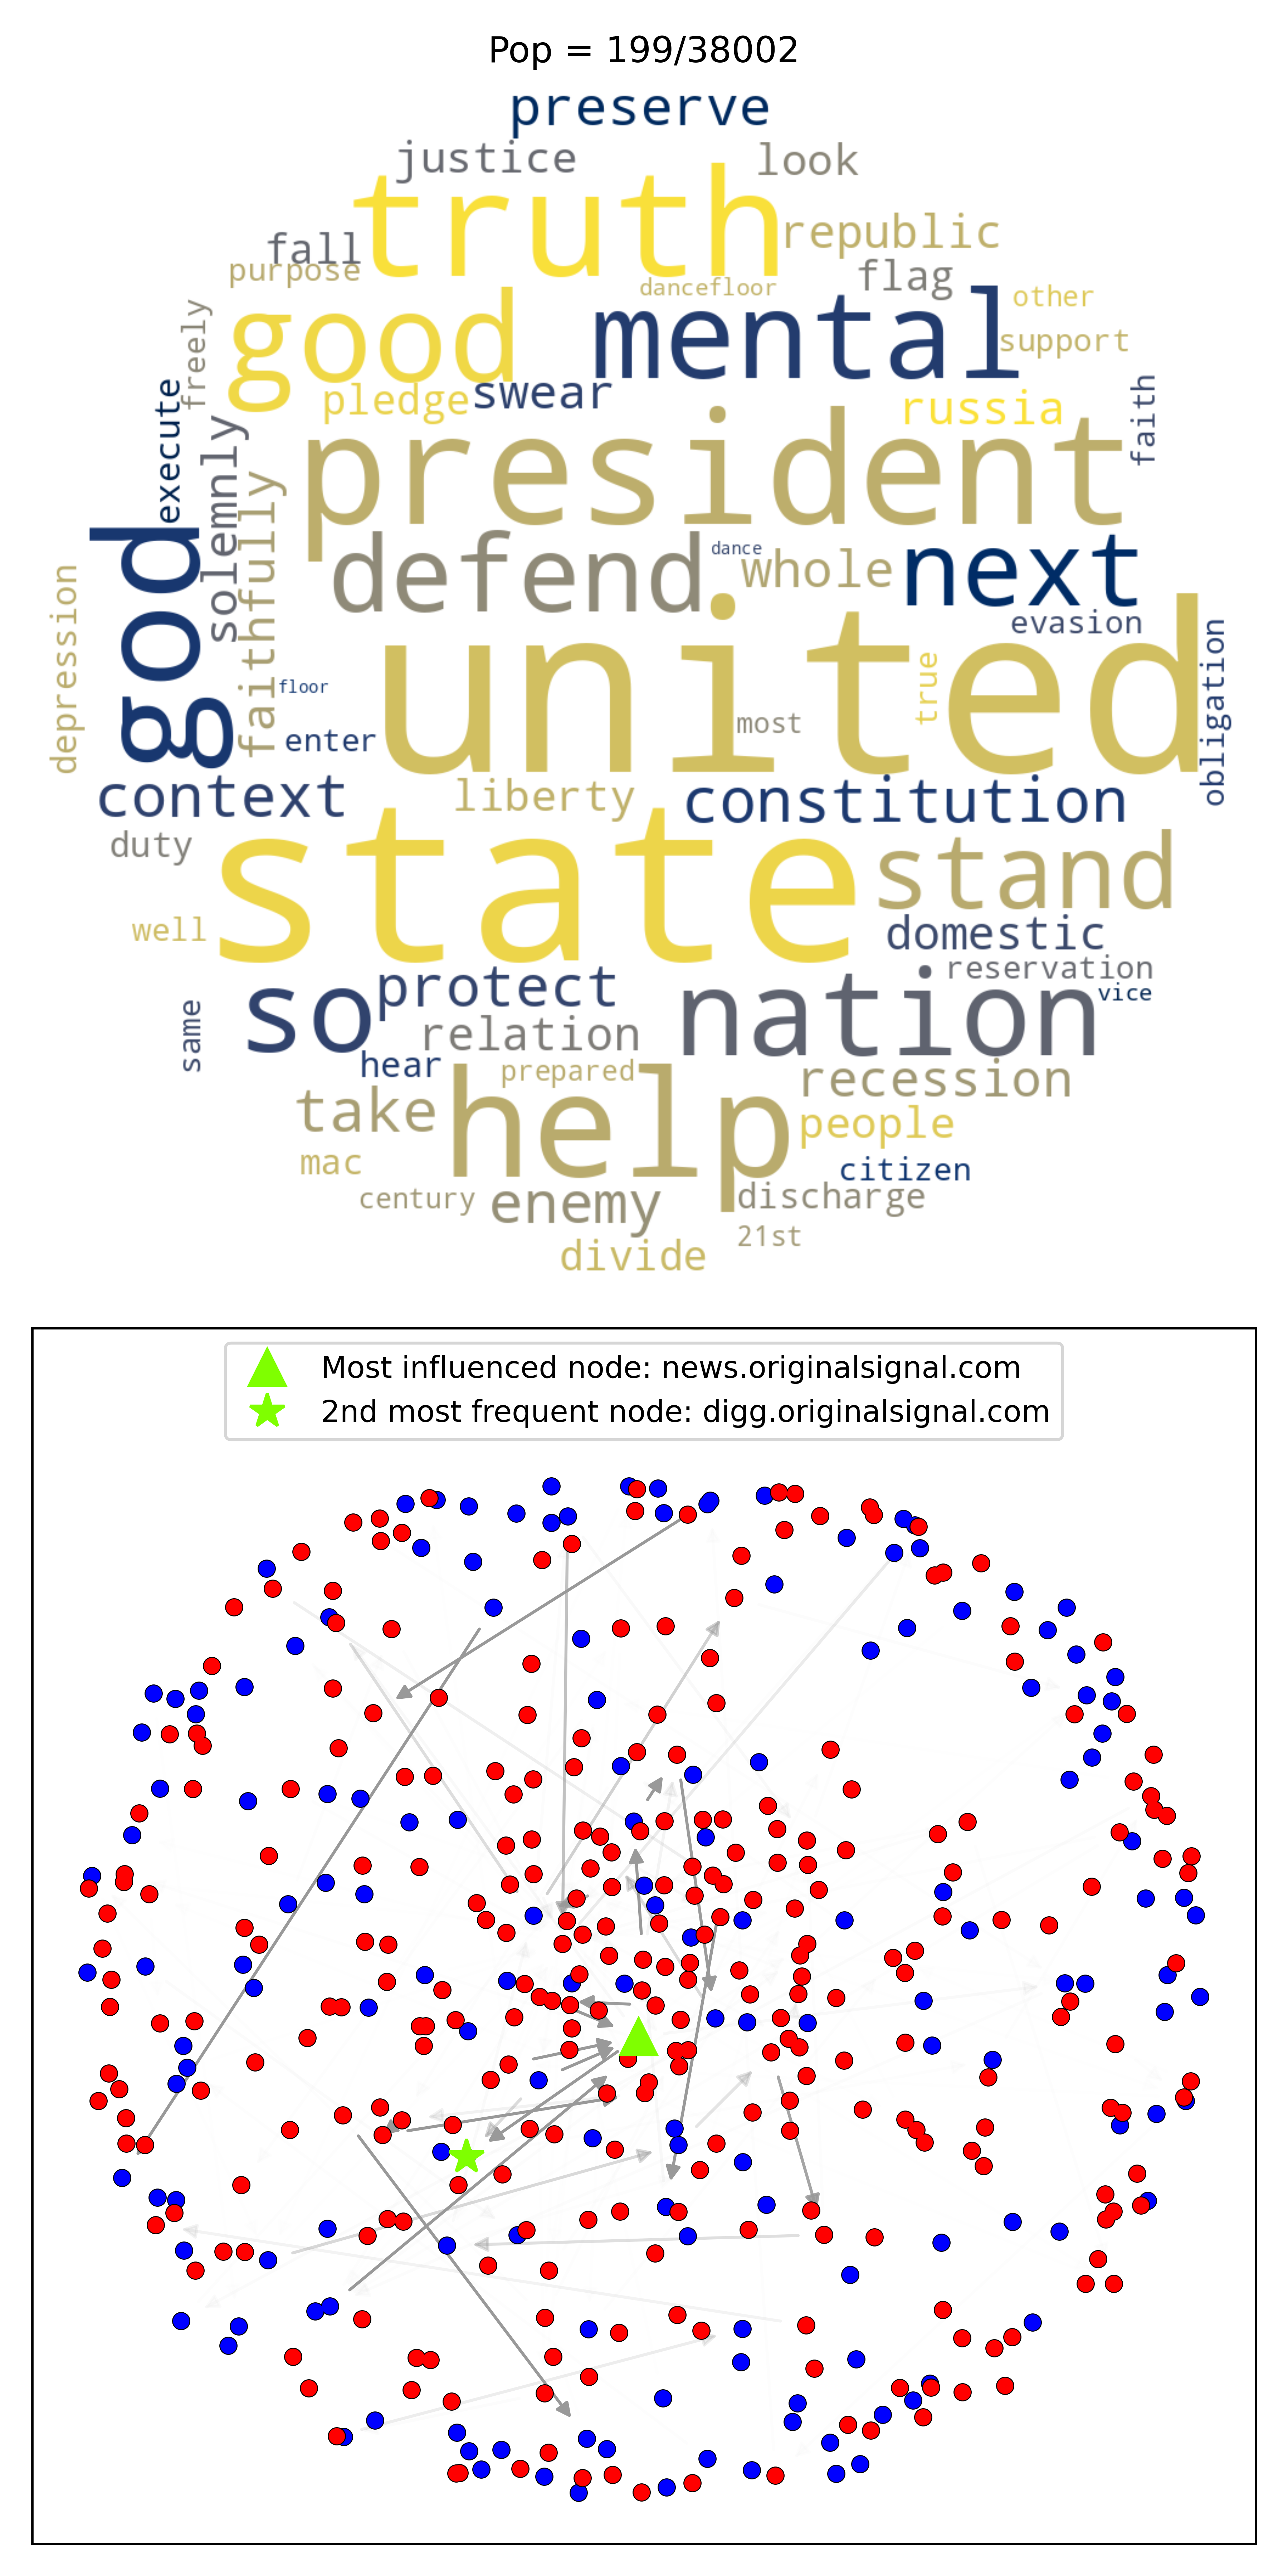 Pop = 199/38002
preserve
justice
look
truth
republic
fall
purpose
flag
dancefloor
other
freely
good
mental
support
pledge
swear
russia
faith
execute
solemnly
president
faithfully
god
defend
dance
whole
next
depression
evasion
united
obligation
true
floor
most
enter
context
liberty
constitution
duty
state
stand
well
domestic
reservation
so
protect
nation
vice
same
relation
hear
prepared
recession
take
help
people
mac
citizen
century
enemy
discharge
21st
divide
Most influenced node: news.originalsignal.com
2nd most frequent node: digg.originalsignal.com